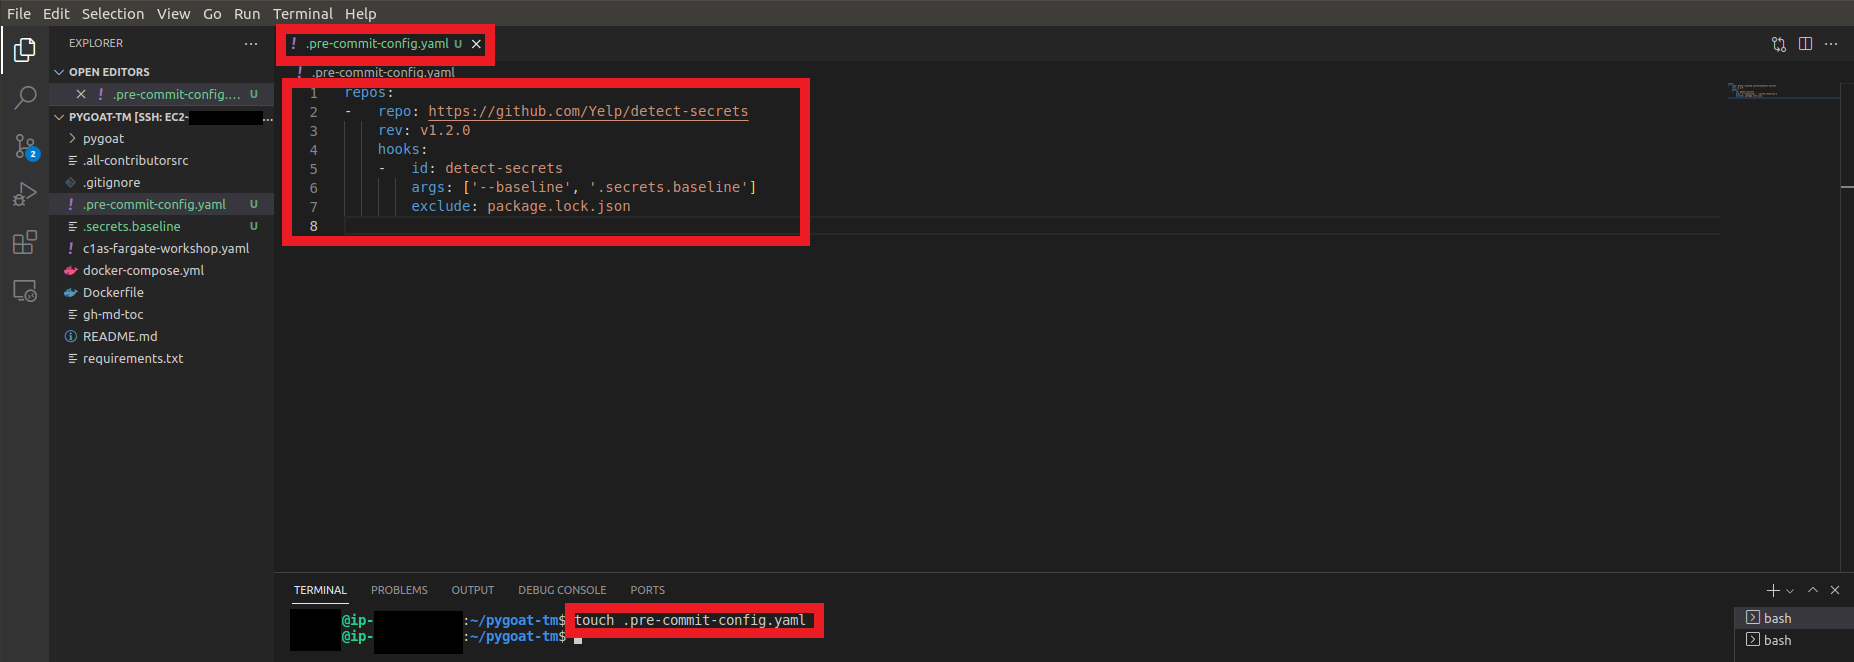 File Edit Selection View Go Run Terminal Help
EXPLORER ...
OPEN EDITORS
.pre-commit-config.... U
PYGOAT-TM [SSH: EC2- ...
pygoat
.all-contributorsrc
.gitignore
.pre-commit-config.yaml U
.secrets.baseline U
c1as-fargate-workshop.yaml
docker-compose.yml
Dockerfile
gh-md-toc
README.md
requirements.txt
2
! .pre-commit-config.yaml U
! .pre-commit-config.yaml
1 repos:
2 -   repo: https://github.com/Yelp/detect-secrets
3     rev: v1.2.0
4     hooks:
5     -   id: detect-secrets
6         args: ['--baseline', '.secrets.baseline']
7         exclude: package.lock.json
8
TERMINAL PROBLEMS OUTPUT DEBUG CONSOLE PORTS
@ip- :~/pygoat-tm$ touch .pre-commit-config.yaml
@ip- :~/pygoat-tm$
bash
bash